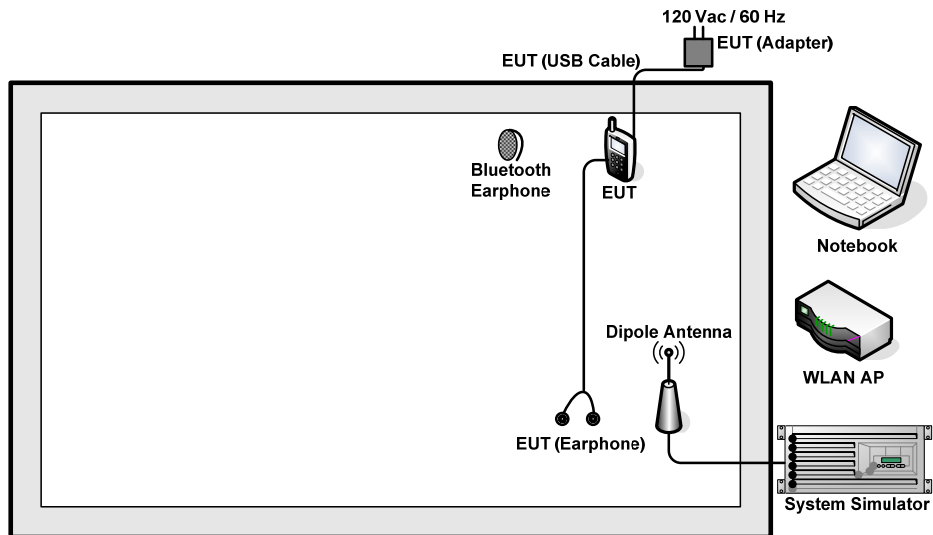 120 Vac / 60 Hz
EUT (Adapter)
EUT (USB Cable)
Bluetooth
Earphone
EUT
Notebook
Dipole Antenna
WLAN AP
EUT (Earphone)
System Simulator